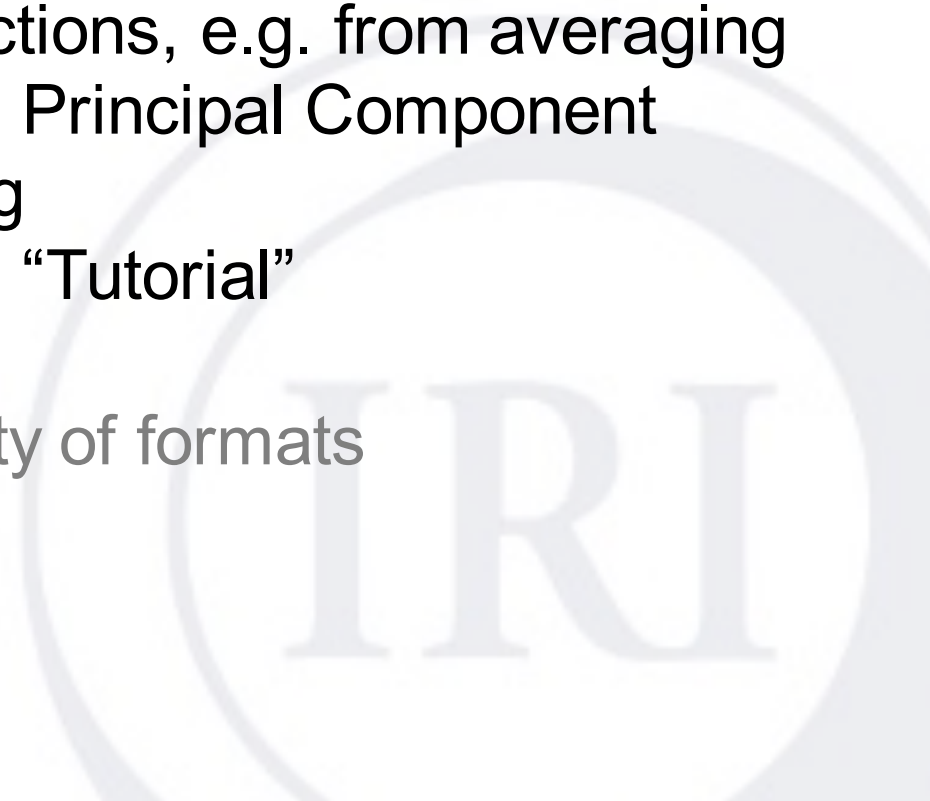 ctions, e.g. from averaging
Principal Component
g
“Tutorial”
ty of formats
IRI